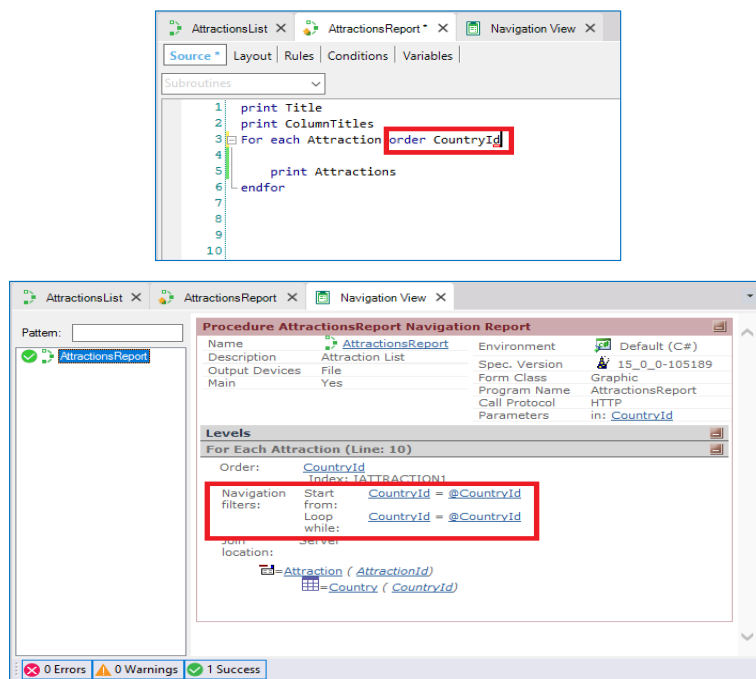 AttractionsList X AttractionsReport * X Navigation View X
Source * Layout Rules Conditions Variables
Subroutines
1 print Title
2 print ColumnTitles
3 For each Attraction order CountryId
4
5 print Attractions
6 endfor
7
8
9
10
AttractionsList X AttractionsReport X Navigation View X
Pattern:
AttractionsReport
Procedure AttractionsReport Navigation Report
Name AttractionsReport Environment Default (C#)
Description Attraction List Spec. Version 15_0_0-105189
Output Devices File Form Class Graphic
Main Yes Program Name AttractionsReport
Call Protocol HTTP
Parameters in: CountryId
Levels
For Each Attraction (Line: 10)
Order: CountryId
Index: IATTRACTION1
Navigation Start CountryId = @CountryId
filters: from:
Loop CountryId = @CountryId
while:
Join Server
location:
=Attraction ( AttractionId)
=Country ( CountryId)
0 Errors 0 Warnings 1 Success